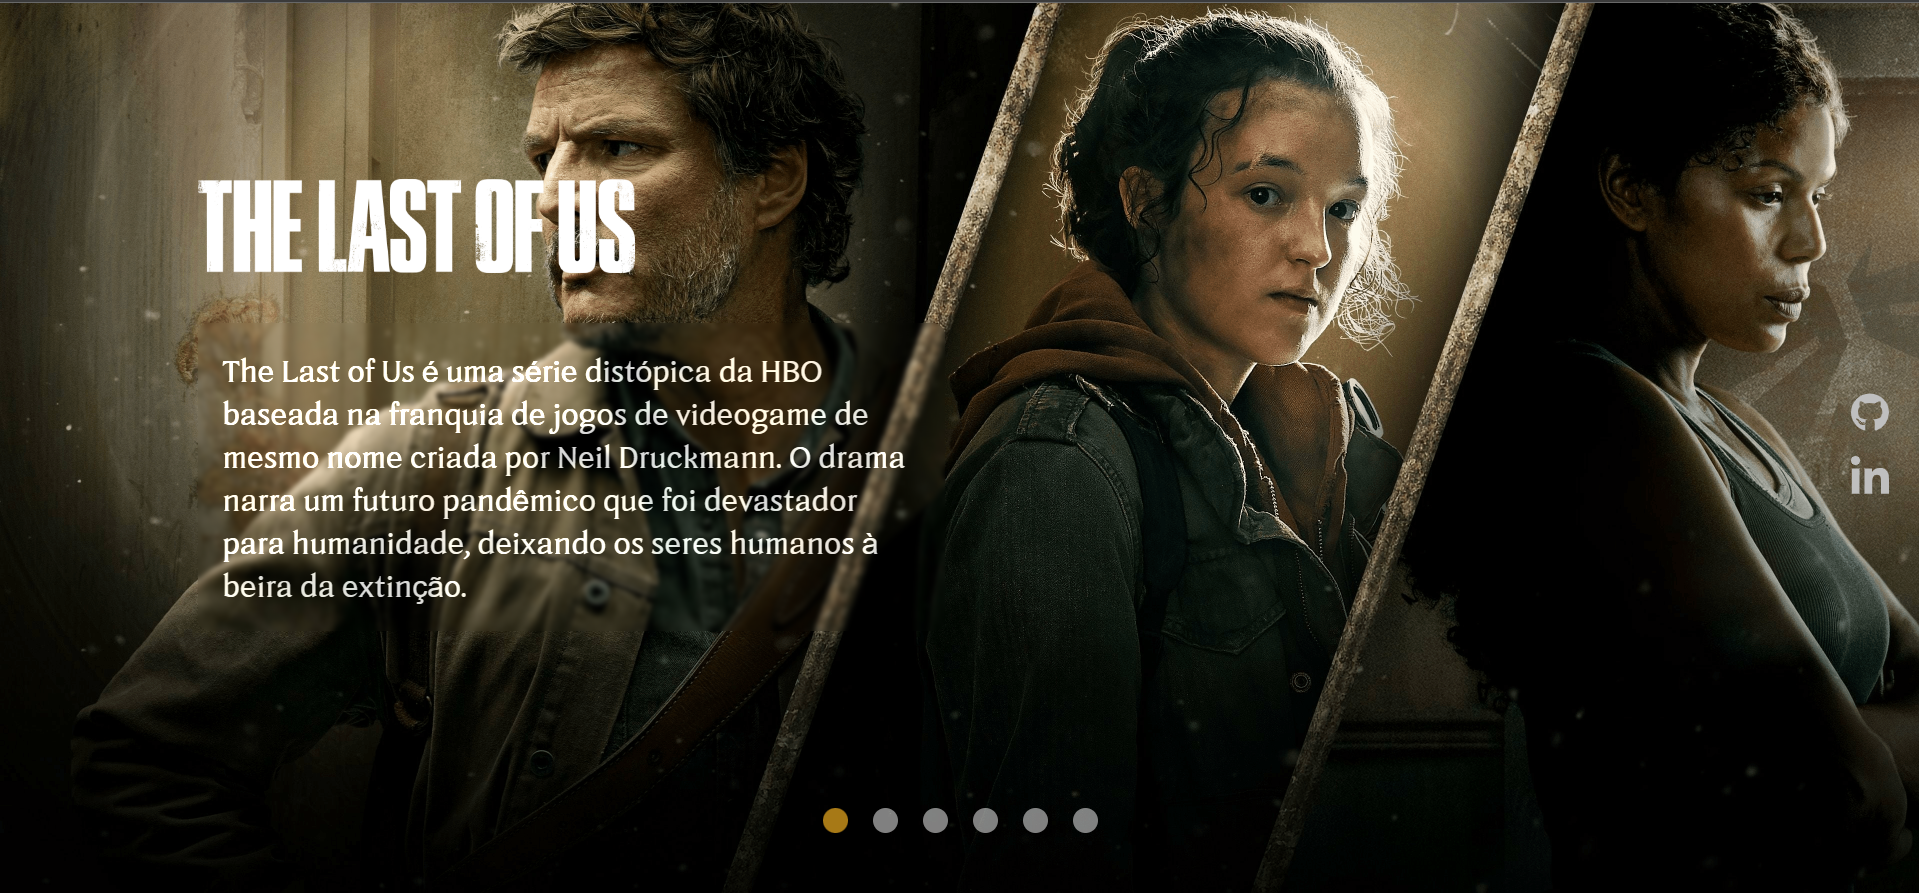 THE LAST OF US
The Last of Us é uma série distópica da HBO
baseada na franquia de jogos de videogame de
mesmo nome criada por Neil Druckmann. O drama
narra um futuro pandêmico que foi devastador
para humanidade, deixando os seres humanos à
beira da extinção.
in